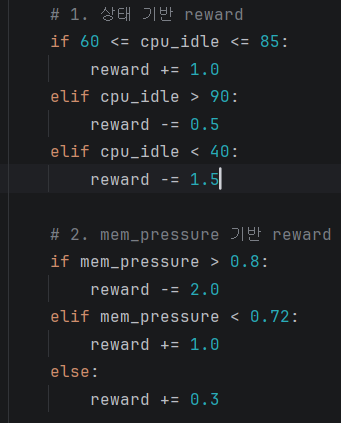 # 1. 상태 기반 reward
if 60 <= cpu_idle <= 85:
    reward += 1.0
elif cpu_idle > 90:
    reward -= 0.5
elif cpu_idle < 40:
    reward -= 1.5

# 2. mem_pressure 기반 reward
if mem_pressure > 0.8:
    reward -= 2.0
elif mem_pressure < 0.72:
    reward += 1.0
else:
    reward += 0.3